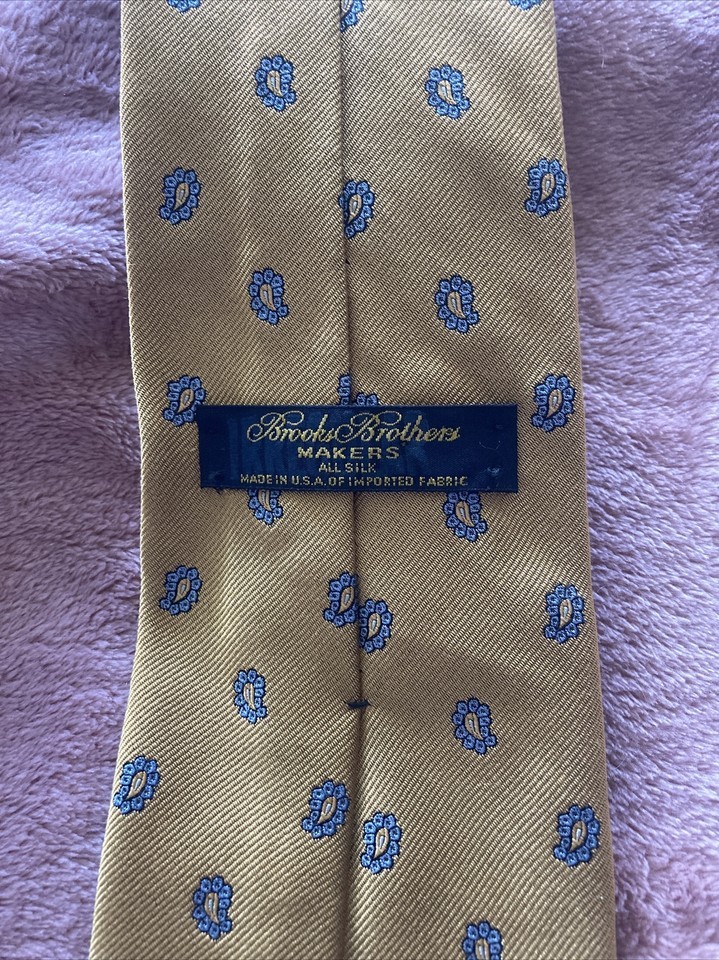 Brooks Brothers
MAKERS
ALL SILK
MADE IN U.S.A. OF IMPORTED FABRIC